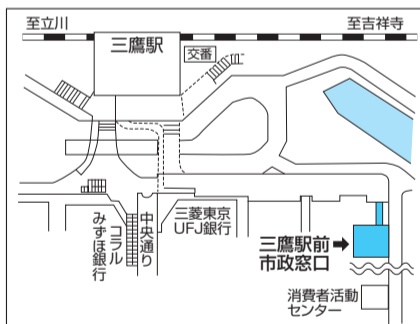 至立川
至吉祥寺
三鷹駅
交番
コラル
みずほ銀行
中央通り
三菱東京
UFJ銀行
三鷹駅前
市政窓口
消費者活動
センター